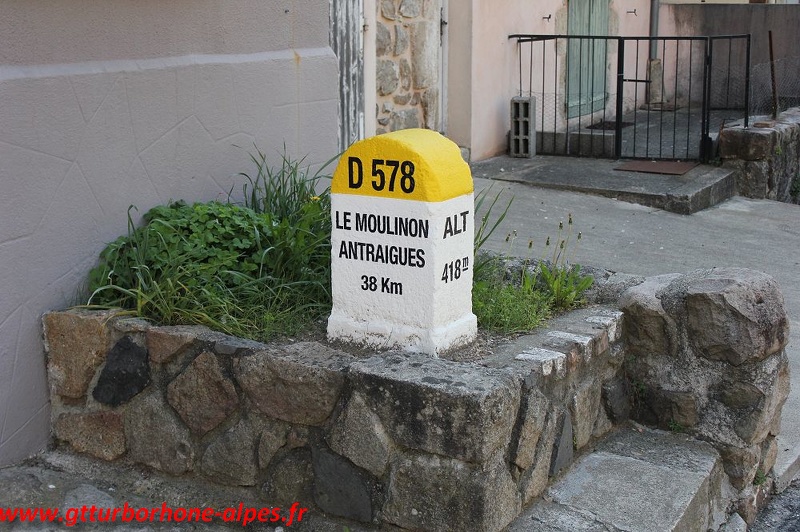 D 578
LE MOULINON
ANTRAIGUES
38 Km
ALT
418m
www.gtturborhone-alpes.fr